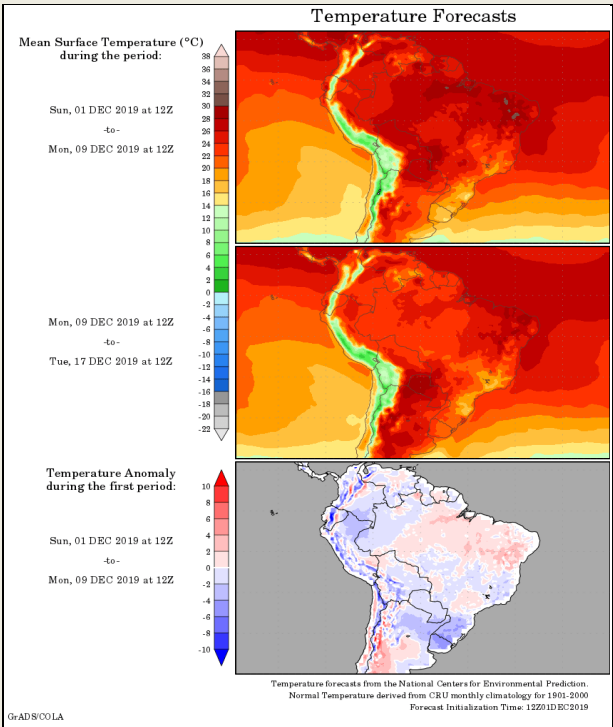 Temperature Forecasts
Mean Surface Temperature (°C)
during the period:
38
36
34
32
30
28
26
24
22
20
18
16
14
12
10
8
6
4
2
0
-2
-4
-6
-8
-10
-12
-14
-16
-18
-20
-22
Sun, 01 DEC 2019 at 12Z
-to-
Mon, 09 DEC 2019 at 12Z
Mon, 09 DEC 2019 at 12Z
-to-
Tue, 17 DEC 2019 at 12Z
Temperature Anomaly
during the first period:
10
8
6
4
2
0
-2
-4
-6
-8
-10
Sun, 01 DEC 2019 at 12Z
-to-
Mon, 09 DEC 2019 at 12Z
Temperature forecasts from the National Centers for Environmental Prediction.
Normal Temperature derived from CRU monthly climatology for 1901-2000
Forecast Initialization Time: 12Z01DEC2019
GrADS/COLA